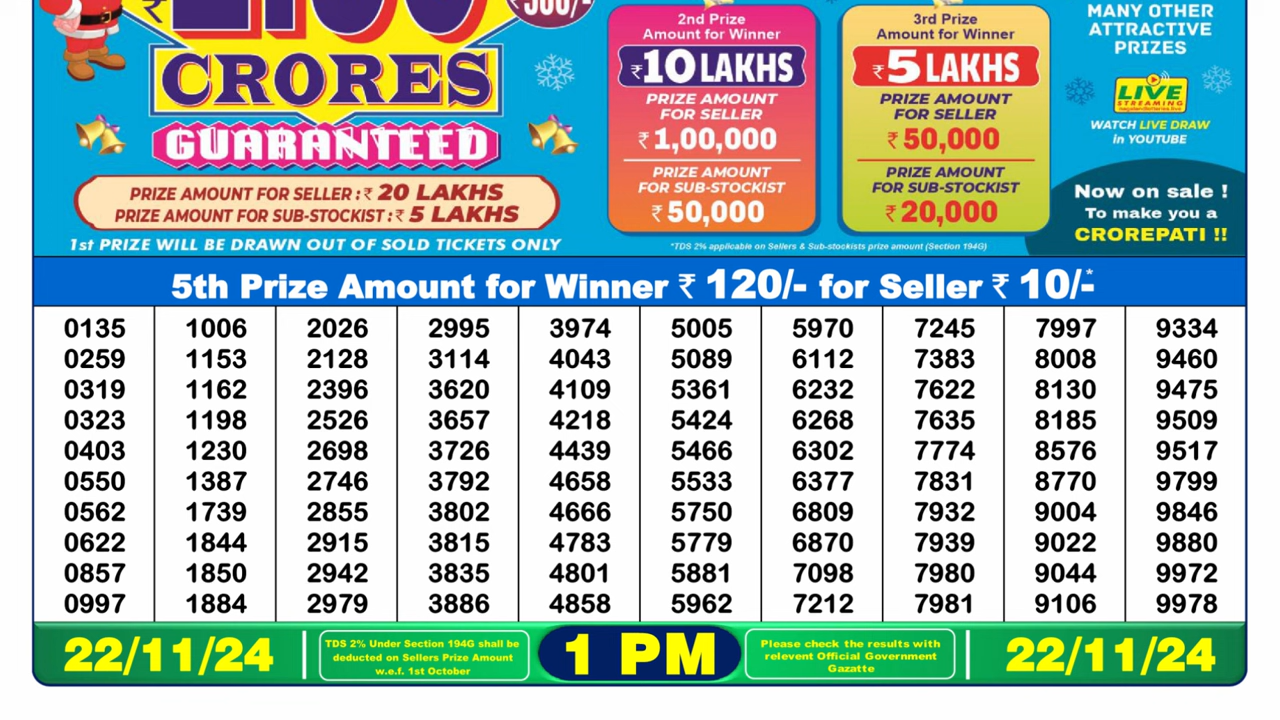 CRORES
GUARANTEED
PRIZE AMOUNT FOR SELLER :₹ 20 LAKHS
PRIZE AMOUNT FOR SUB-STOCKIST :₹ 5 LAKHS
1st PRIZE WILL BE DRAWN OUT OF SOLD TICKETS ONLY
2nd Prize
Amount for Winner
₹10 LAKHS
PRIZE AMOUNT
FOR SELLER
₹ 1,00,000
PRIZE AMOUNT
FOR SUB-STOCKIST
₹ 50,000
3rd Prize
Amount for Winner
₹5 LAKHS
PRIZE AMOUNT
FOR SELLER
₹ 50,000
PRIZE AMOUNT
FOR SUB-STOCKIST
₹ 20,000
*TDS 2% applicable on Sellers & Sub-stockists prize amount (Section 194G)
MANY OTHER
ATTRACTIVE
PRIZES
LIVE
STREAMING
WATCH LIVE DRAW
in YOUTUBE
Now on sale !
To make you a
CROREPATI !!
5th Prize Amount for Winner ₹ 120/- for Seller ₹ 10/-*
0135 1006 2026 2995 3974 5005 5970 7245 7997 9334
0259 1153 2128 3114 4043 5089 6112 7383 8008 9460
0319 1162 2396 3620 4109 5361 6232 7622 8130 9475
0323 1198 2526 3657 4218 5424 6268 7635 8185 9509
0403 1230 2698 3726 4439 5466 6302 7774 8576 9517
0550 1387 2746 3792 4658 5533 6377 7831 8770 9799
0562 1739 2855 3802 4666 5750 6809 7932 9004 9846
0622 1844 2915 3815 4783 5779 6870 7939 9022 9880
0857 1850 2942 3835 4801 5881 7098 7980 9044 9972
0997 1884 2979 3886 4858 5962 7212 7981 9106 9978
22/11/24
TDS 2% Under Section 194G shall be
deducted on Sellers Prize Amount
w.e.f. 1st October
1 PM
Please check the results with
relevent Official Government
Gazatte
22/11/24